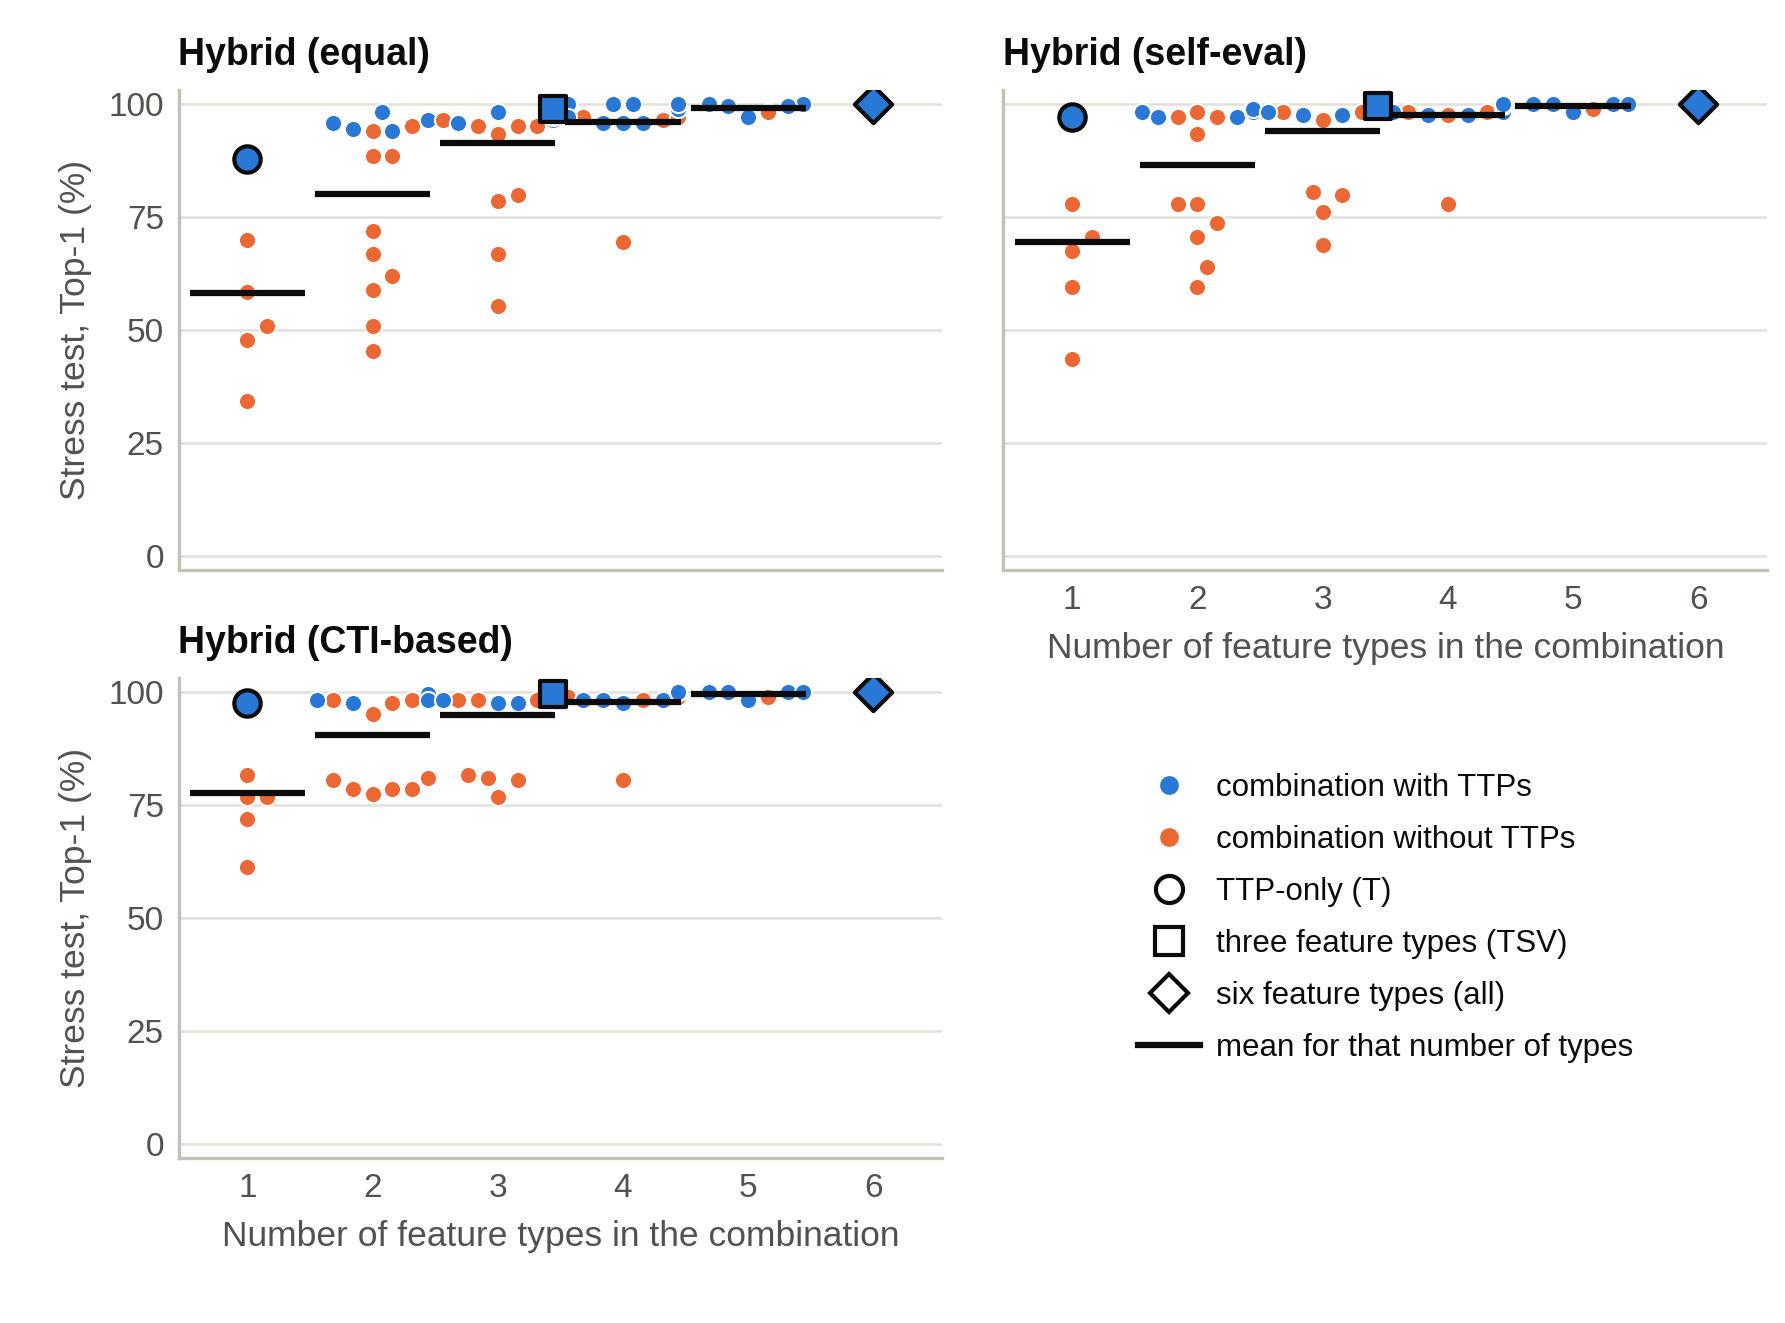 Hybrid (equal)
100
75
50
25
0
Stress test, Top-1 (%)
Hybrid (self-eval)
1 2 3 4 5 6
Number of feature types in the combination
Hybrid (CTI-based)
100
75
50
25
0
Stress test, Top-1 (%)
1 2 3 4 5 6
Number of feature types in the combination
combination with TTPs
combination without TTPs
TTP-only (T)
three feature types (TSV)
six feature types (all)
mean for that number of types